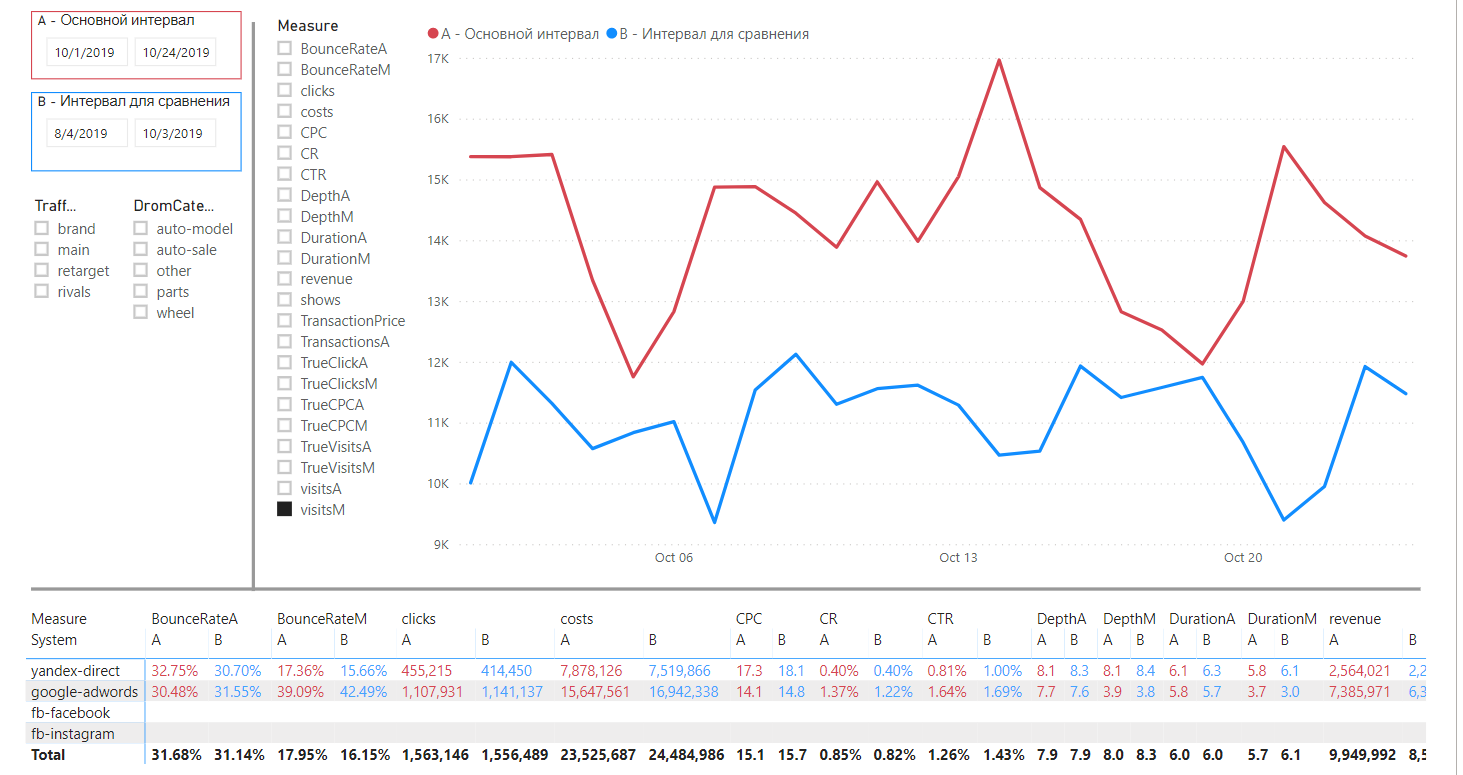 A - Основной интервал
10/1/2019 10/24/2019
B - Интервал для сравнения
8/4/2019 10/3/2019
Traff...
brand
main
retarget
rivals
DromCate...
auto-model
auto-sale
other
parts
wheel
Measure
BounceRateA
BounceRateM
clicks
costs
CPC
CR
CTR
DepthA
DepthM
DurationA
DurationM
revenue
shows
TransactionPrice
TransactionsA
TrueClickA
TrueClicksM
TrueCPCA
TrueCPCM
TrueVisitsA
TrueVisitsM
visitsA
visitsM
A - Основной интервал B - Интервал для сравнения
17K
16K
15K
14K
13K
12K
11K
10K
9K
Oct 06 Oct 13 Oct 20
Measure BounceRateA BounceRateM clicks costs CPC CR CTR DepthA DepthM DurationA DurationM revenue
System A B A B A B A B A B A B A B A B A B A B A B A B
yandex-direct 32.75% 30.70% 17.36% 15.66% 455,215 414,450 7,878,126 7,519,866 17.3 18.1 0.40% 0.40% 0.81% 1.00% 8.1 8.3 8.1 8.4 6.1 6.3 5.8 6.1 2,564,021 2,2
google-adwords 30.48% 31.55% 39.09% 42.49% 1,107,931 1,141,137 15,647,561 16,942,338 14.1 14.8 1.37% 1.22% 1.64% 1.69% 7.7 7.6 3.9 3.8 5.8 5.7 3.7 3.0 7,385,971 6,3
fb-facebook
fb-instagram
Total 31.68% 31.14% 17.95% 16.15% 1,563,146 1,556,489 23,525,687 24,484,986 15.1 15.7 0.85% 0.82% 1.26% 1.43% 7.9 7.9 8.0 8.3 6.0 6.0 5.7 6.1 9,949,992 8,5